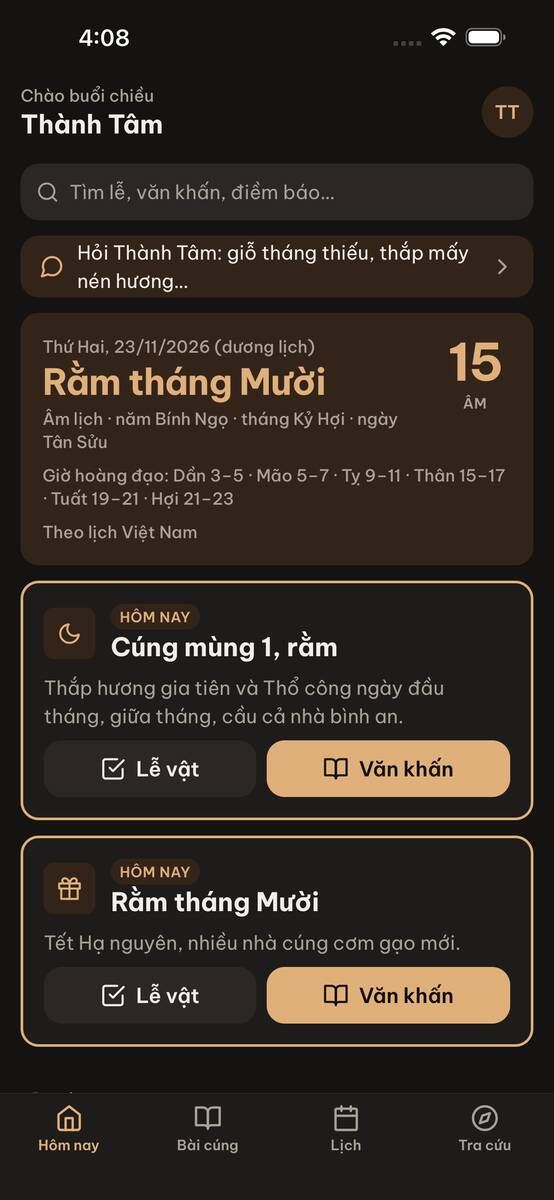 4:08
Chào buổi chiều
Thành Tâm
TT
Tìm lễ, văn khấn, điềm báo...
Hỏi Thành Tâm: giỗ tháng thiếu, thắp mấy
nén hương...
Thứ Hai, 23/11/2026 (dương lịch)
Rằm tháng Mười
15
ÂM
Âm lịch · năm Bính Ngọ · tháng Kỷ Hợi · ngày
Tân Sửu
Giờ hoàng đạo: Dần 3–5 · Mão 5–7 · Tỵ 9–11 · Thân 15–17
· Tuất 19–21 · Hợi 21–23
Theo lịch Việt Nam
HÔM NAY
Cúng mùng 1, rằm
Thắp hương gia tiên và Thổ công ngày đầu
tháng, giữa tháng, cầu cả nhà bình an.
Lễ vật
Văn khấn
HÔM NAY
Rằm tháng Mười
Tết Hạ nguyên, nhiều nhà cúng cơm gạo mới.
Lễ vật
Văn khấn
Hôm nay
Bài cúng
Lịch
Tra cứu